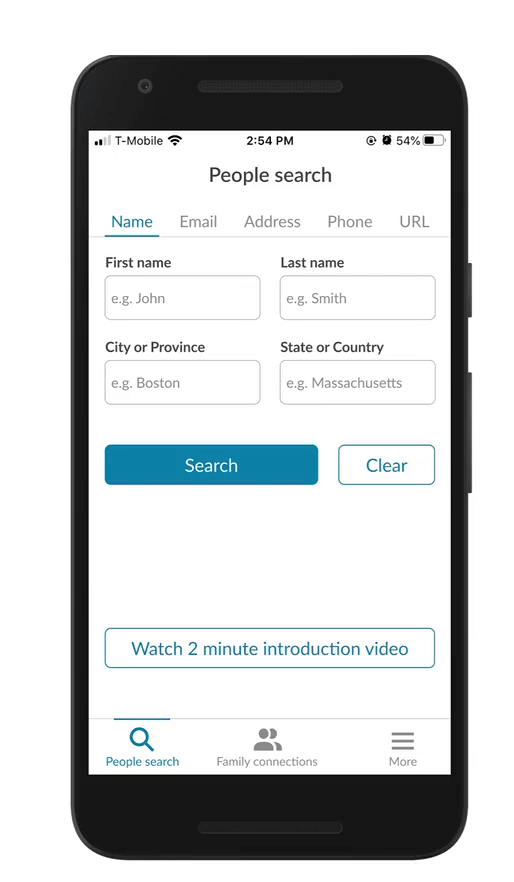 T-Mobile 2:54 PM 54%
People search
Name Email Address Phone URL
First name Last name
e.g. John e.g. Smith
City or Province State or Country
e.g. Boston e.g. Massachusetts
Search Clear
Watch 2 minute introduction video
People search Family connections More